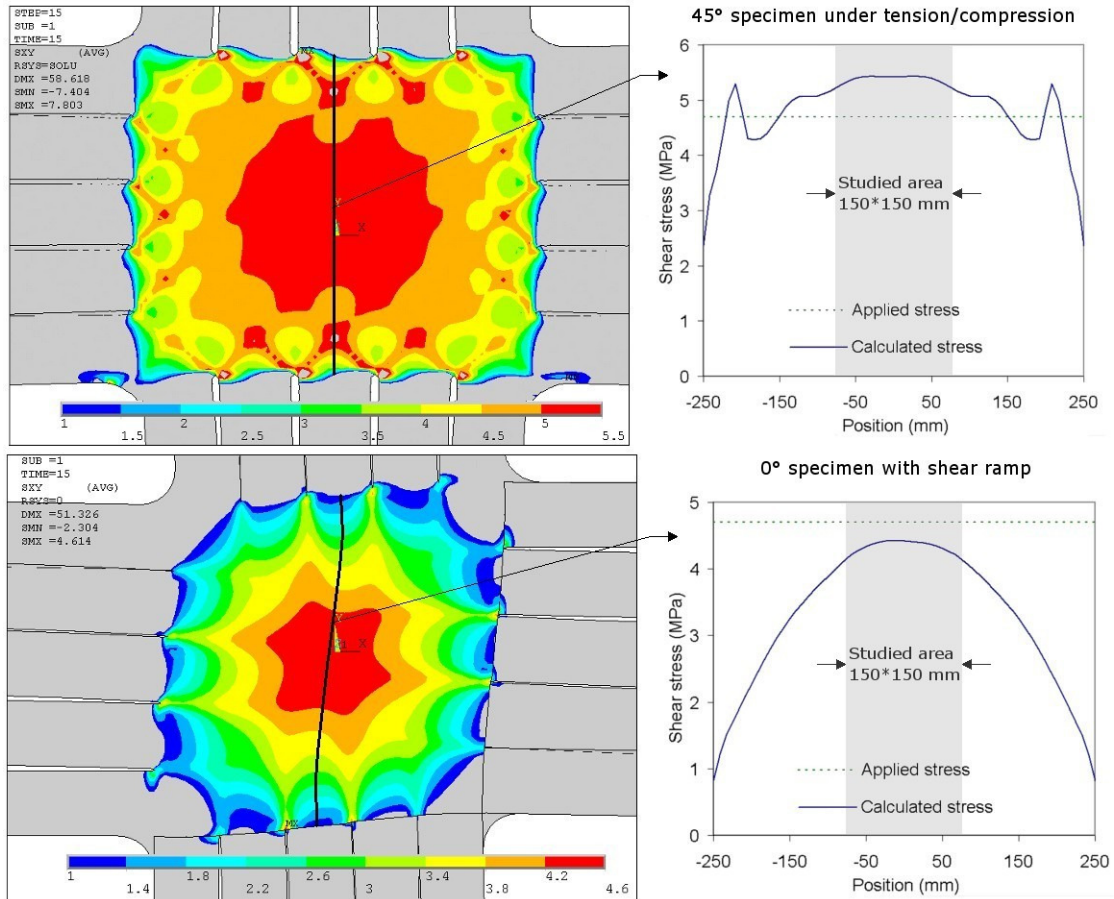 STEP=15
SUB =1
TIME=15
SXY (AVG)
RSYS=SOLU
DMX =58.618
SMN =-7.404
SMX =7.803
MX
Y
X
1 2 3 4 5
1.5 2.5 3.5 4.5 5.5
45° specimen under tension/compression
Shear stress (MPa)
6
5
4
3
2
1
0
Studied area
150*150 mm
Applied stress
Calculated stress
-250 -150 -50 50 150 250
Position (mm)
SUB =1
TIME=15
SXY (AVG)
RSYS=0
DMX =51.326
SMN =-2.304
SMX =4.614
X
MX
1 1.8 2.6 3.4 4.2
1.4 2.2 3 3.8 4.6
0° specimen with shear ramp
Shear stress (MPa)
5
4
3
2
1
0
Studied area
150*150 mm
Applied stress
Calculated stress
-250 -150 -50 50 150 250
Position (mm)